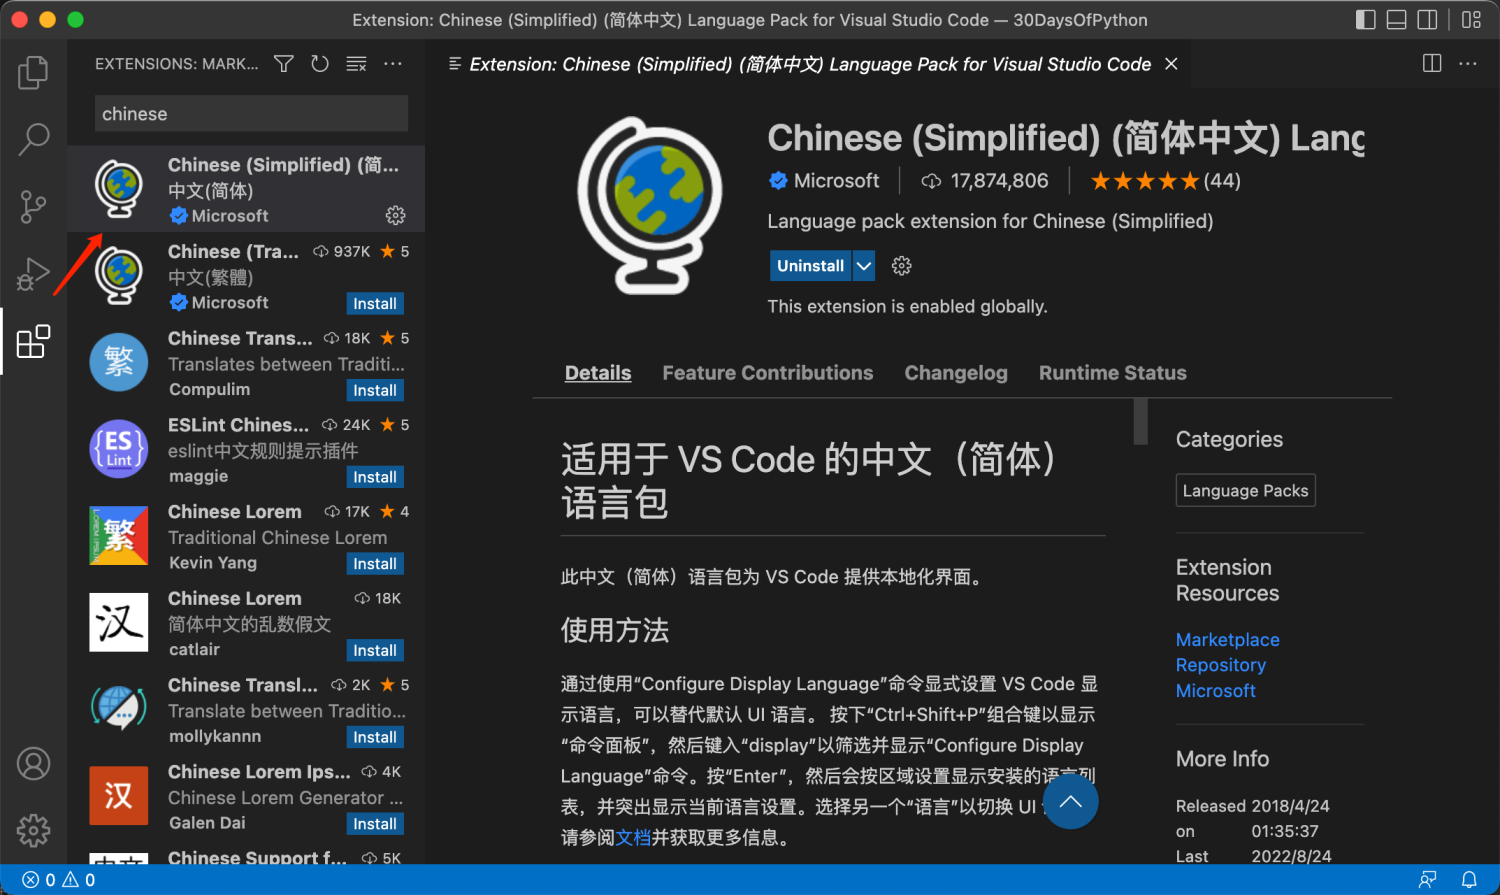 Extension: Chinese (Simplified) (简体中文) Language Pack for Visual Studio Code — 30DaysOfPython
EXTENSIONS: MARK...
chinese
Chinese (Simplified) (简...
中文(简体)
Microsoft
Chinese (Tra... 937K 5
中文(繁體)
Microsoft Install
繁
Chinese Trans... 18K 5
Translates between Traditi...
Compulim Install
{ES}
Lint
ESLint Chines... 24K 5
eslint中文规则提示插件
maggie Install
LOREM IPSUM
繁
Chinese Lorem 17K 4
Traditional Chinese Lorem
Kevin Yang Install
汉
Chinese Lorem 18K
简体中文的乱数假文
catlair Install
Chinese Transl... 2K 5
Translate between Traditio...
mollykannn Install
汉
Chinese Lorem Ips... 4K
Chinese Lorem Generator ...
Galen Dai Install
中文
Chinese Support f... 5K
Extension: Chinese (Simplified) (简体中文) Language Pack for Visual Studio Code
Chinese (Simplified) (简体中文) Lang
Microsoft 17,874,806 (44)
Language pack extension for Chinese (Simplified)
Uninstall
This extension is enabled globally.
Details Feature Contributions Changelog Runtime Status
适用于 VS Code 的中文（简体）
语言包
此中文（简体）语言包为 VS Code 提供本地化界面。
使用方法
通过使用“Configure Display Language”命令显式设置 VS Code 显
示语言，可以替代默认 UI 语言。 按下“Ctrl+Shift+P”组合键以显示
“命令面板”，然后键入“display”以筛选并显示“Configure Display
Language”命令。按“Enter”，然后会按区域设置显示安装的语言列
表，并突出显示当前语言设置。选择另一个“语言”以切换 UI
请参阅文档并获取更多信息。
Categories
Language Packs
Extension
Resources
Marketplace
Repository
Microsoft
More Info
Released 2018/4/24
on 01:35:37
Last 2022/8/24
0 0